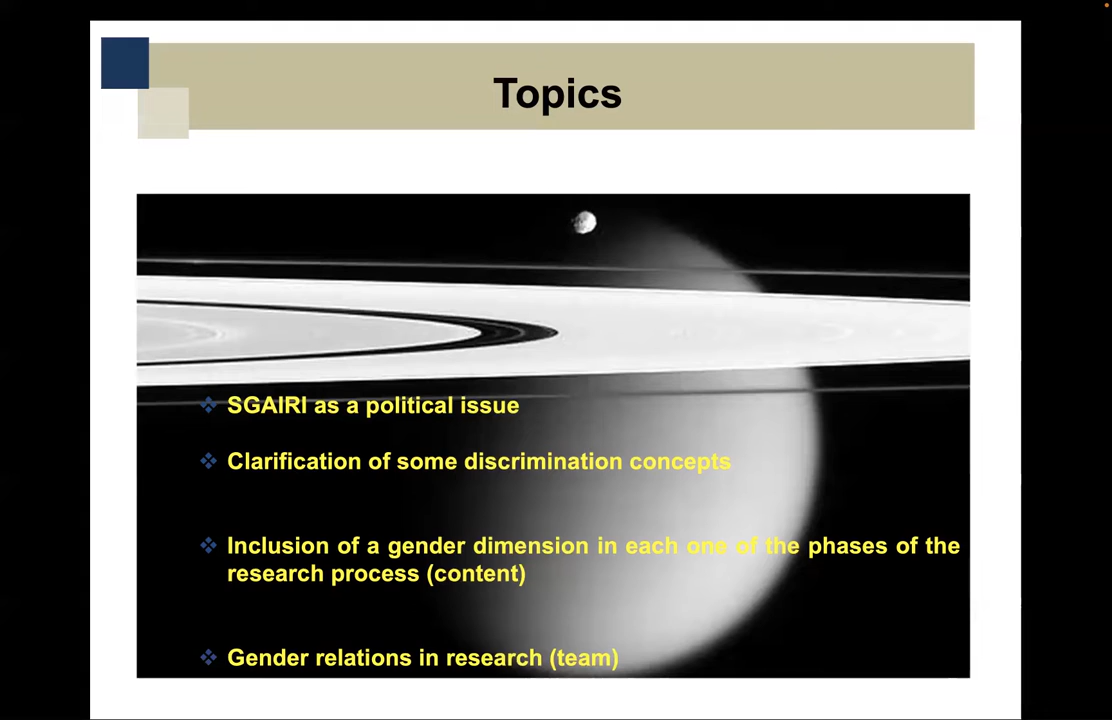 Topics
SGAIRI as a political issue
Clarification of some discrimination concepts
Inclusion of a gender dimension in each one of the phases of the
research process (content)
Gender relations in research (team)